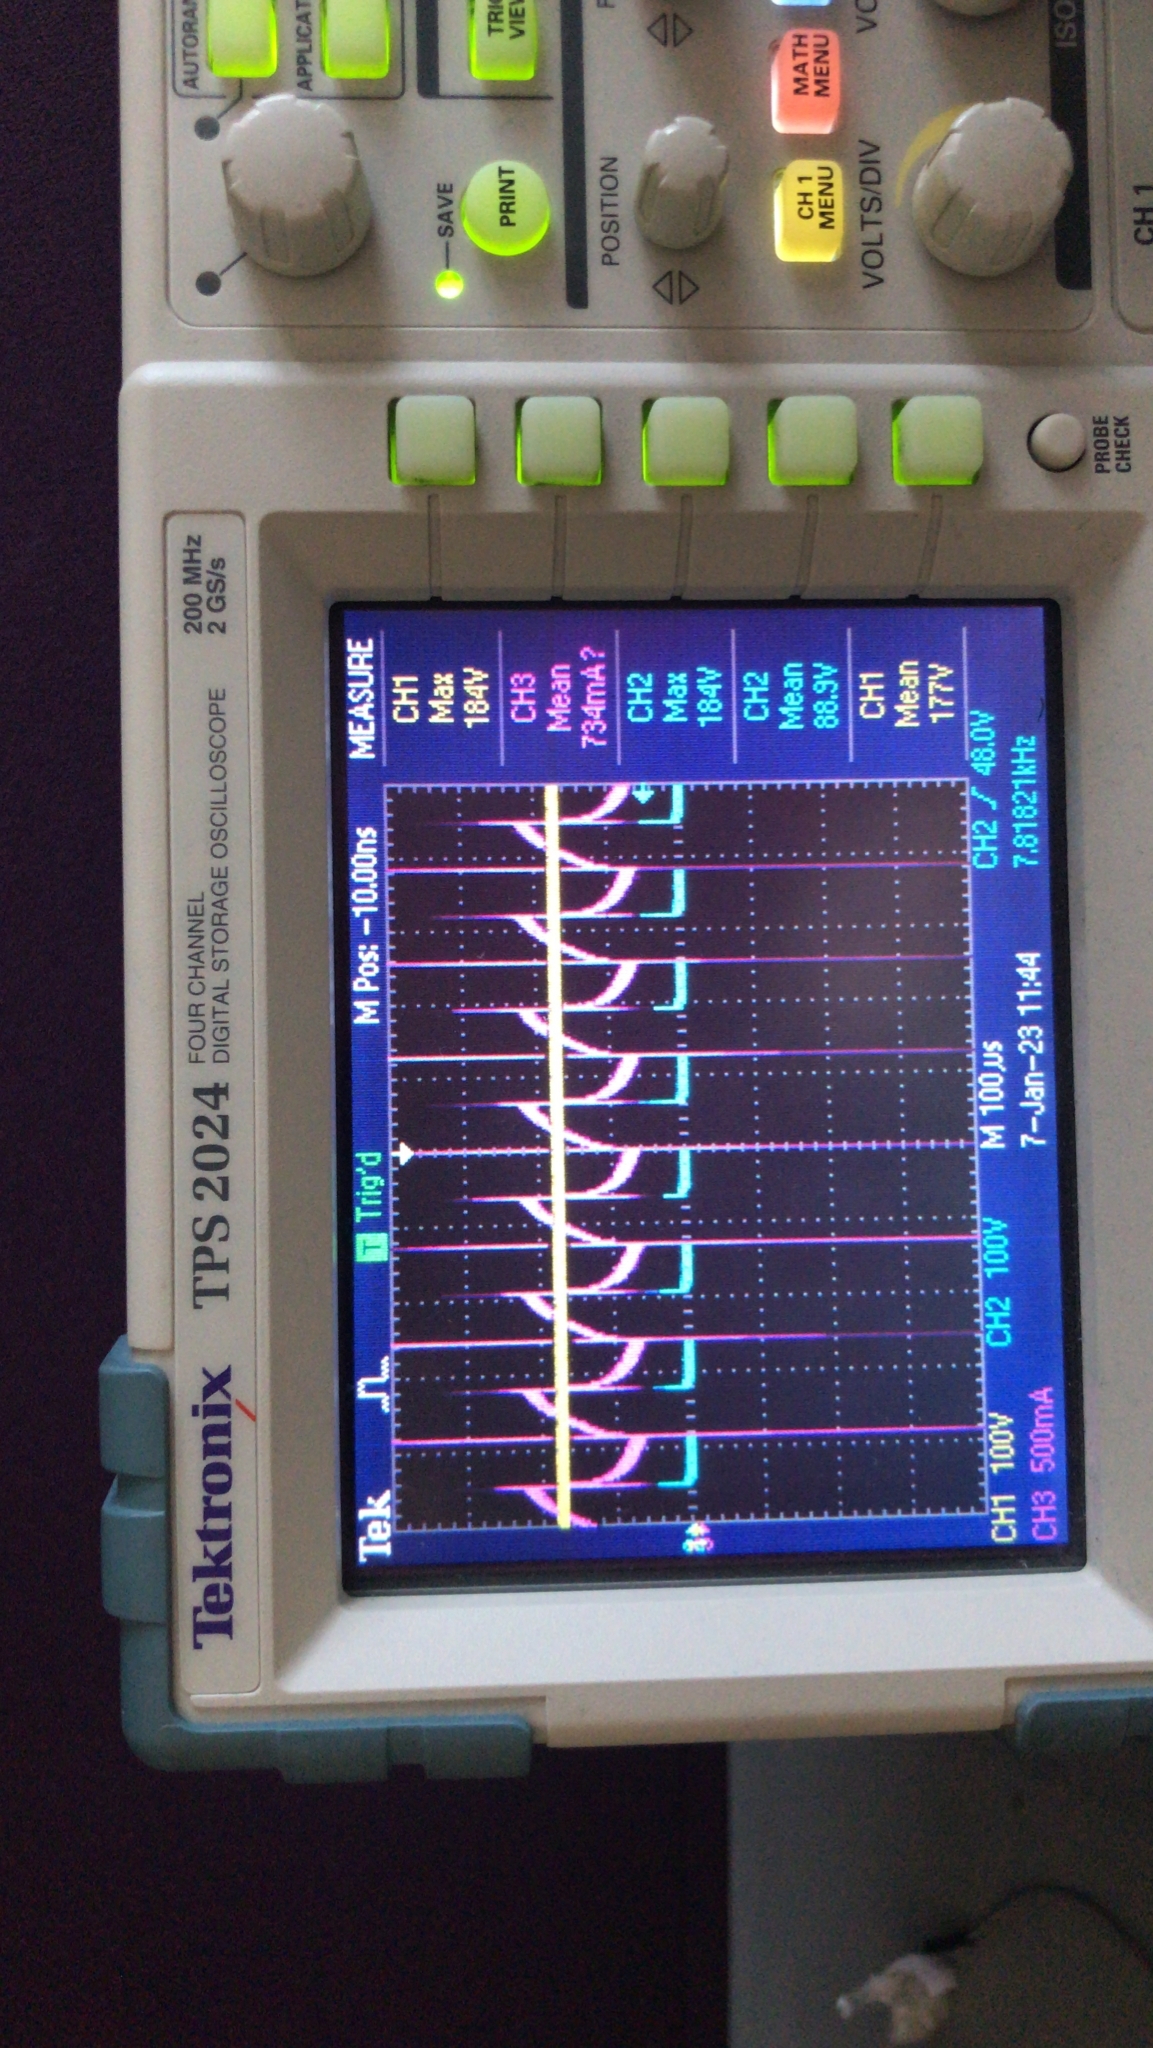 Tektronix TPS 2024 FOUR CHANNEL
DIGITAL STORAGE OSCILLOSCOPE
200 MHz
2 GS/s
Tek
T Trig'd
M Pos: -10.00ns
MEASURE
CH1
Max
184V
CH3
Mean
734mA?
CH2
Max
184V
CH2
Mean
88.9V
CH1
Mean
177V
CH1 100V
CH2 100V
M 100µs
CH2 / 48.0V
CH3 500mA
7-Jan-23 11:44
7.81821kHz
PROBE
CHECK
AUTORAN
APPLICAT
TRIG
VIEW
SAVE
PRINT
POSITION
CH 1
MENU
MATH
MENU
VOLTS/DIV
VO
ISO
CH 1